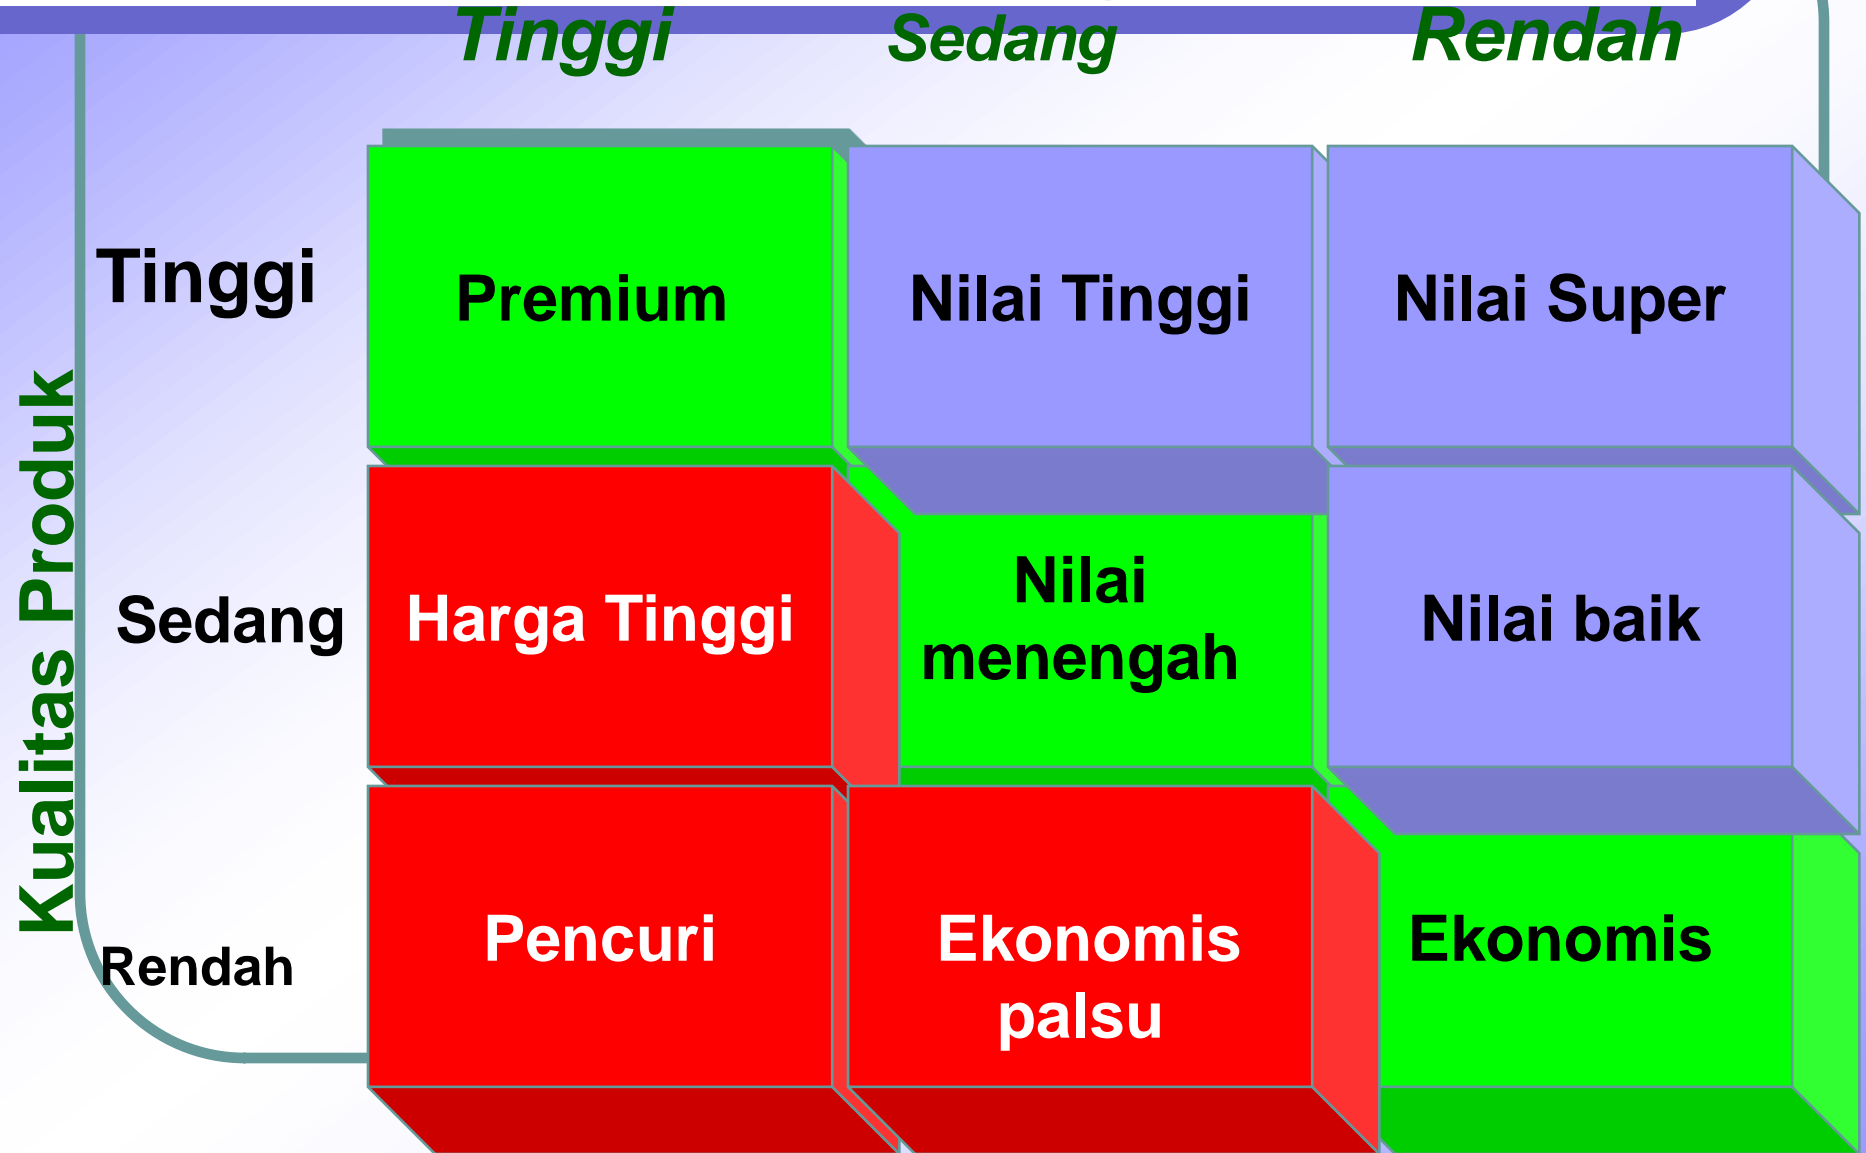 Tinggi Sedang Rendah
Kualitas Produk
Tinggi Premium Nilai Tinggi Nilai Super
Sedang Harga Tinggi Nilai
menengah Nilai baik
Rendah Pencuri Ekonomis
palsu Ekonomis